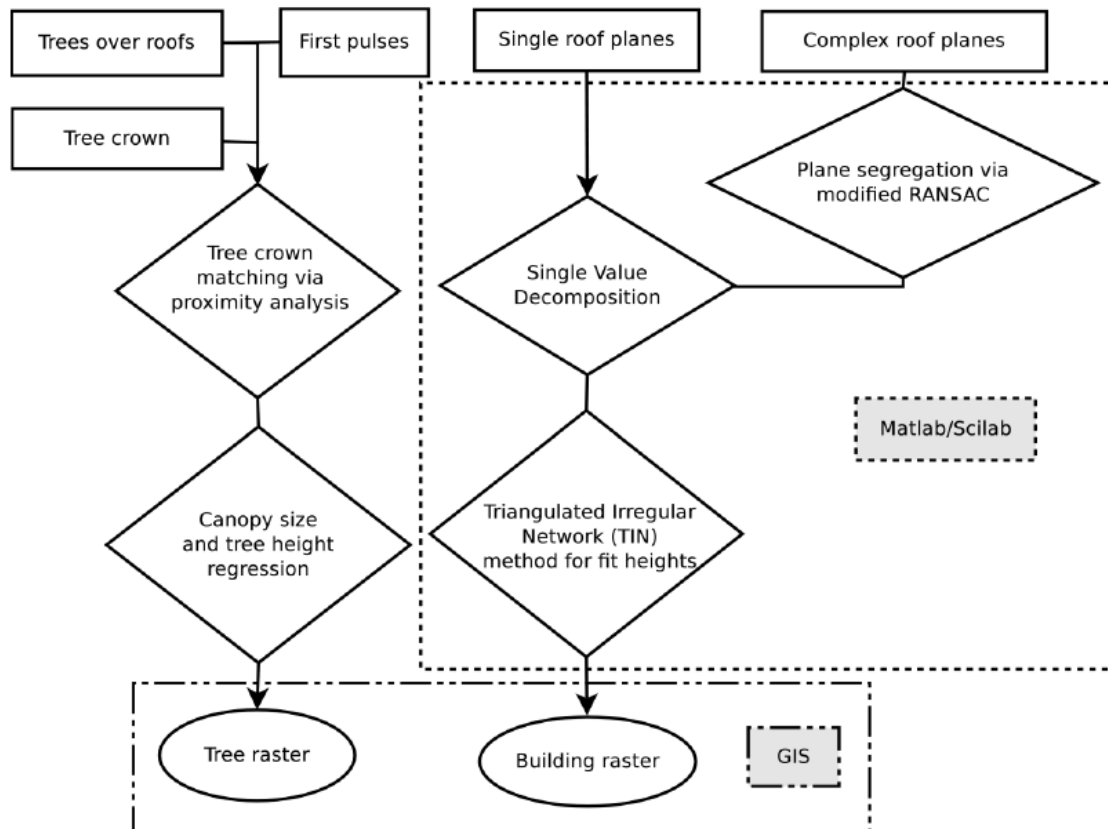 Trees over roofs
First pulses
Single roof planes
Complex roof planes
Tree crown
Plane segregation via
modified RANSAC
Tree crown
matching via
proximity analysis
Single Value
Decomposition
Matlab/Scilab
Canopy size
and tree height
regression
Triangulated Irregular
Network (TIN)
method for fit heights
Tree raster
Building raster
GIS